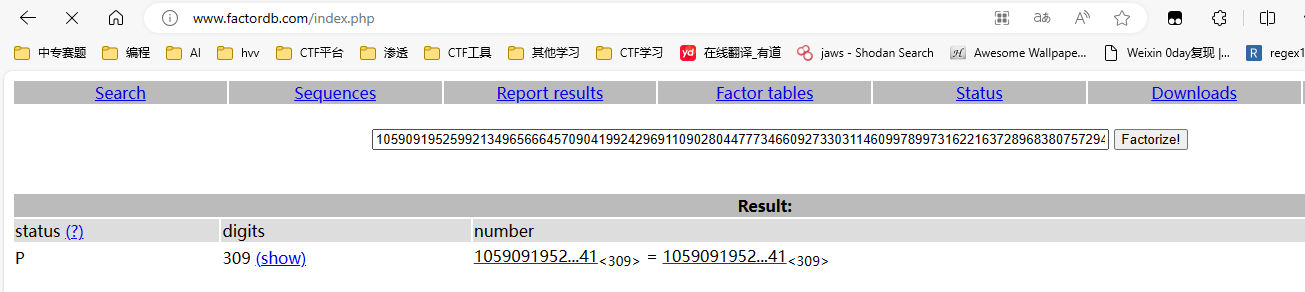 www.factordb.com/index.php
中专赛题 编程 AI hvv CTF平台 渗透 CTF工具 其他学习 CTF学习 yd 在线翻译_有道 jaws - Shodan Search Awesome Wallpape... Weixin 0day复现 |... R regex1
Search Sequences Report results Factor tables Status Downloads
Factorize!
Result:
status (?) digits number
P 309 (show) 1059091952...41<309> = 1059091952...41<309>